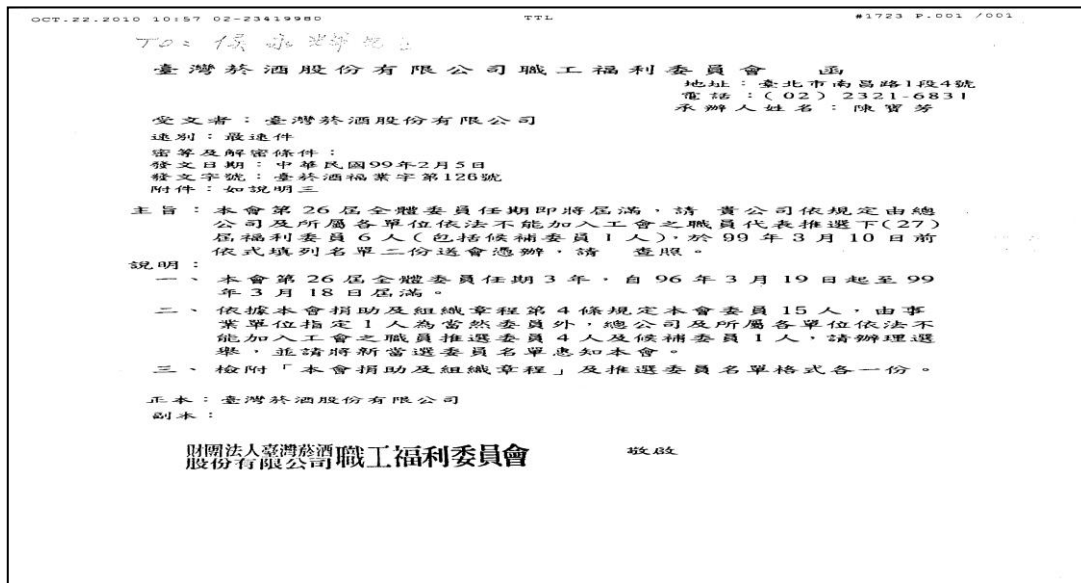 OCT.22.2010 10:57 02-23419980 TTL #1723 P.001 /001
TO: 侯永
臺灣菸酒股份有限公司職工福利委員會 函
地址：臺北市南昌路1段4號
電話：(02) 2321-6831
承辦人姓名：陳寶芳
受文者：臺灣菸酒股份有限公司
速別：最速件
密等及解密條件：
發文日期：中華民國99年2月5日
發文字號：臺菸酒福業字第126號
附件：如說明三
主旨：本會第26屆全體委員任期即將屆滿，請 貴公司依規定由總
公司及所屬各單位依法不能加入工會之職員代表推選下(27)
屆福利委員6人(包括候補委員1人)，於99年3月10日前
依式填列名單二份送會憑辦，請 查照。
說明：
一、本會第26屆全體委員任期3年，自96年3月19日起至99
年3月18日屆滿。
二、依據本會捐助及組織章程第4條規定本會委員15人，由事
業單位指定1人為當然委員外，總公司及所屬各單位依法不
能加入工會之職員推選委員4人及候補委員1人，請辦理選
舉，並請將新當選委員名單惠知本會。
三、檢附「本會捐助及組織章程」及推選委員名單格式各一份。
正本：臺灣菸酒股份有限公司
副本：
財團法人臺灣菸酒股份有限公司職工福利委員會 敬啟